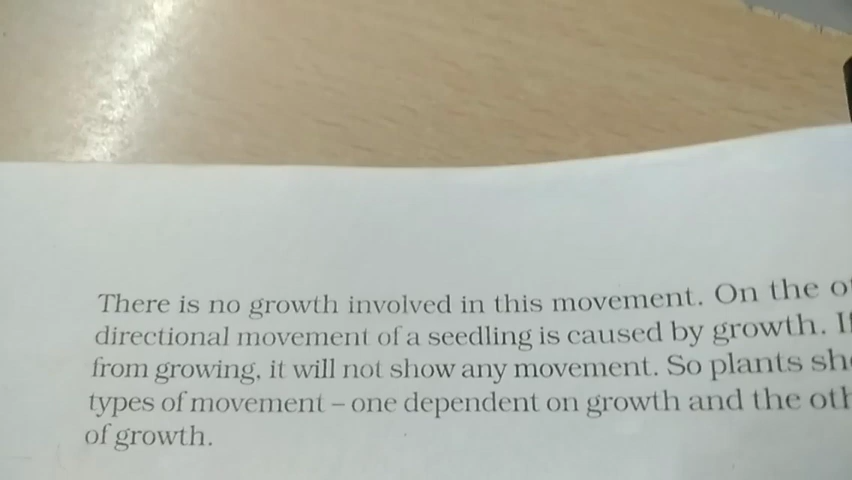 There is no growth involved in this movement. On the
directional movement of a seedling is caused by growth.
from growing, it will not show any movement. So plants
types of movement – one dependent on growth and the
of growth.